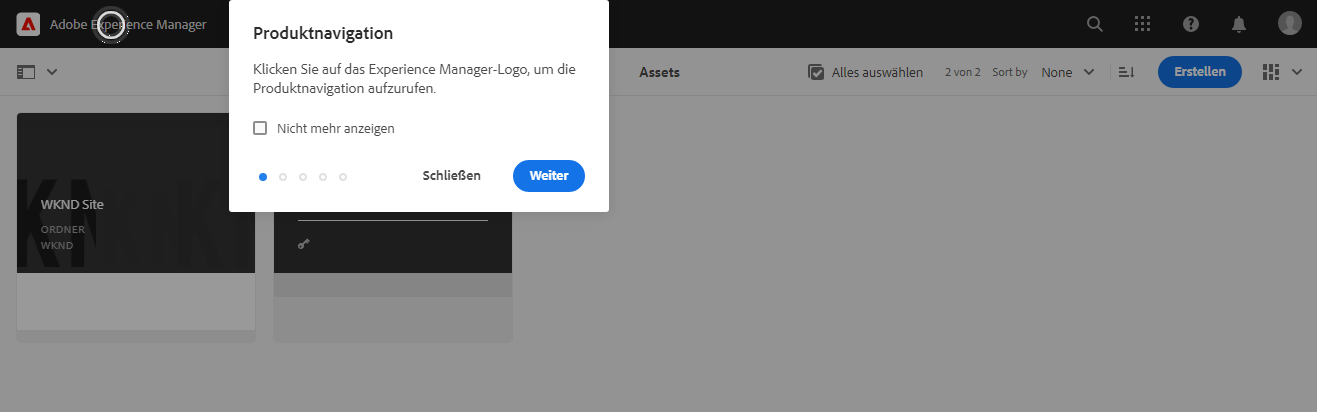 Adobe Experience Manager
Produktnavigation
Klicken Sie auf das Experience Manager-Logo, um die
Produktnavigation aufzurufen.
Nicht mehr anzeigen
Schließen
Weiter
Assets
Alles auswählen
2 von 2
Sort by
None
Erstellen
WKND Site
ORDNER
WKND